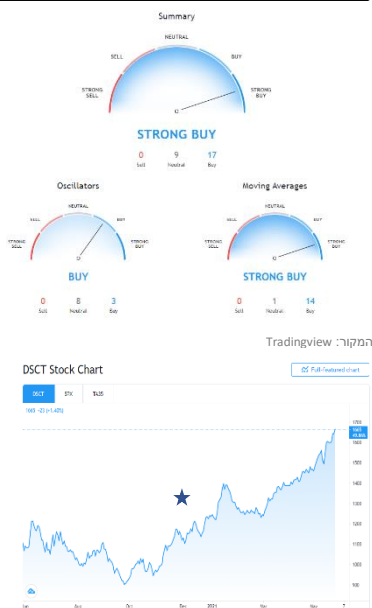 Summary
NEUTRAL
SELL BUY
STRONG SELL STRONG BUY
STRONG BUY
0 9 17
Sell Neutral Buy
Oscillators Moving Averages
NEUTRAL NEUTRAL
SELL BUY SELL BUY
STRONG SELL STRONG BUY STRONG SELL STRONG BUY
BUY STRONG BUY
0 8 3 0 1 14
Sell Neutral Buy Sell Neutral Buy
המקור: Tradingview
DSCT Stock Chart Full-featured chart
DSCT STX TA35
1700
1600
1500
1400
1300
1200
1100
1000
900
Aug Oct Dec 2021 Mar May 7